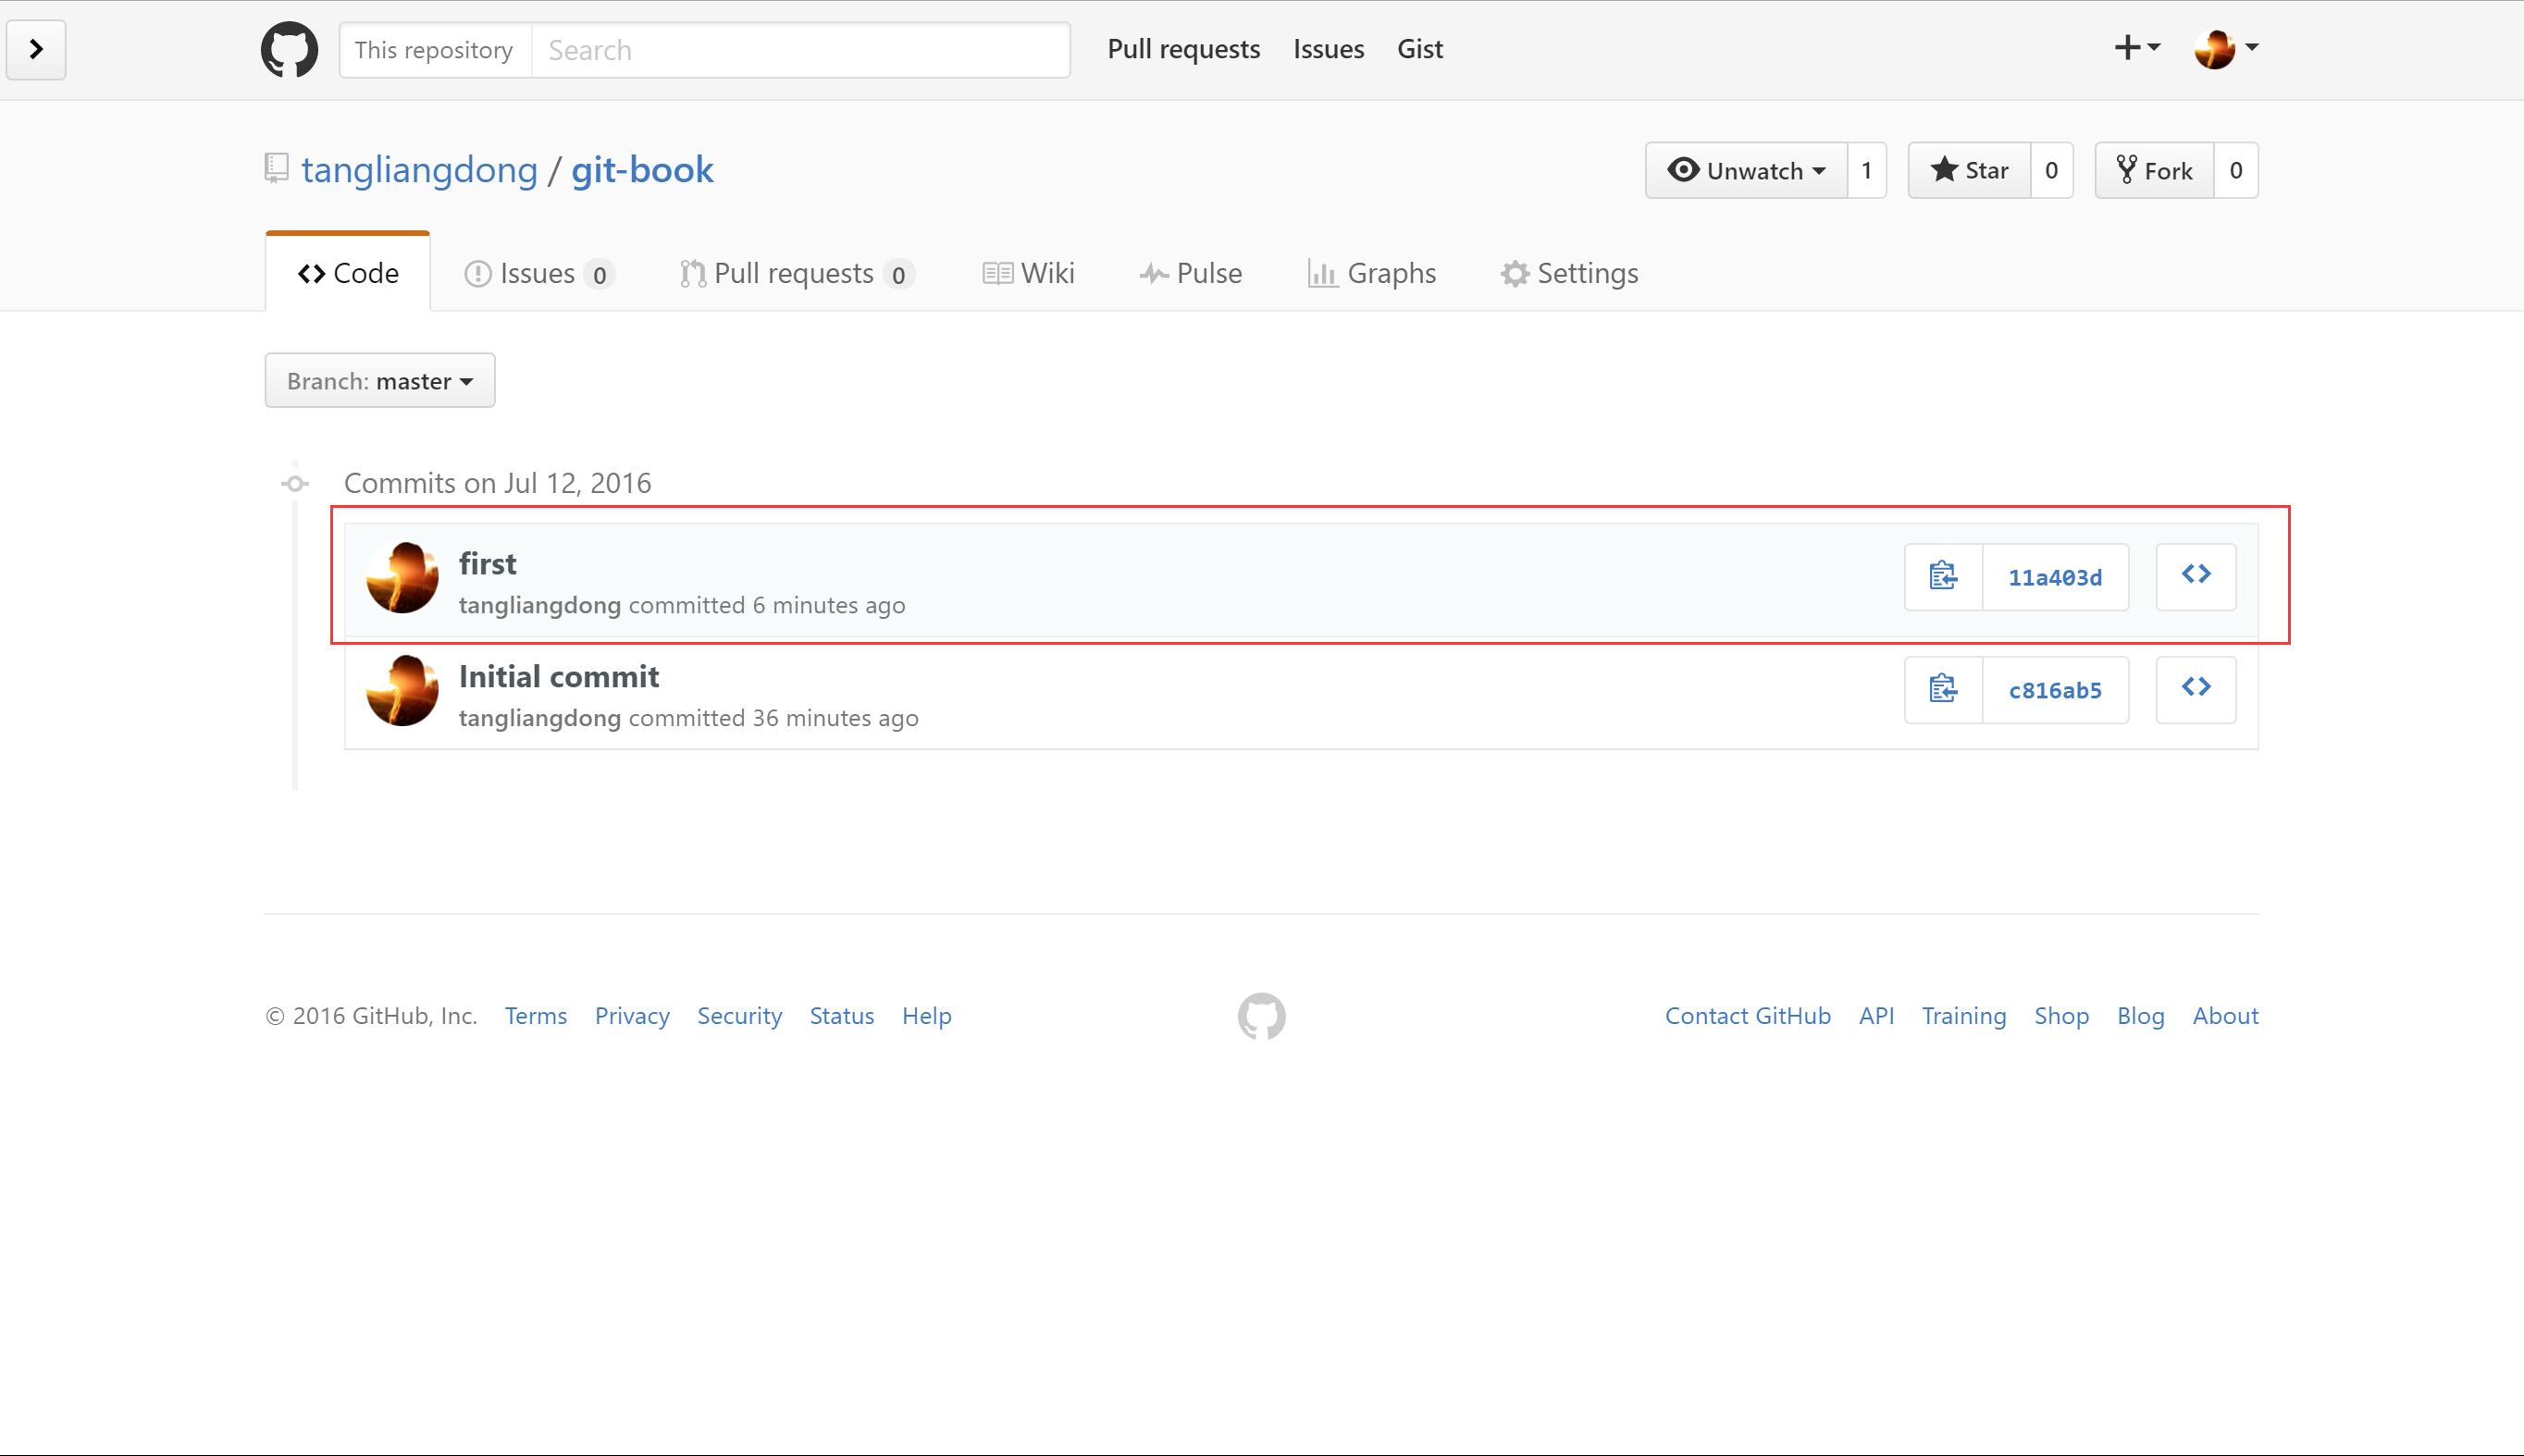 This repository Search Pull requests Issues Gist
tangliangdong / git-book Unwatch 1 Star 0 Fork 0
Code Issues 0 Pull requests 0 Wiki Pulse Graphs Settings
Branch: master
Commits on Jul 12, 2016
first
tangliangdong committed 6 minutes ago
11a403d
Initial commit
tangliangdong committed 36 minutes ago
c816ab5
© 2016 GitHub, Inc. Terms Privacy Security Status Help Contact GitHub API Training Shop Blog About